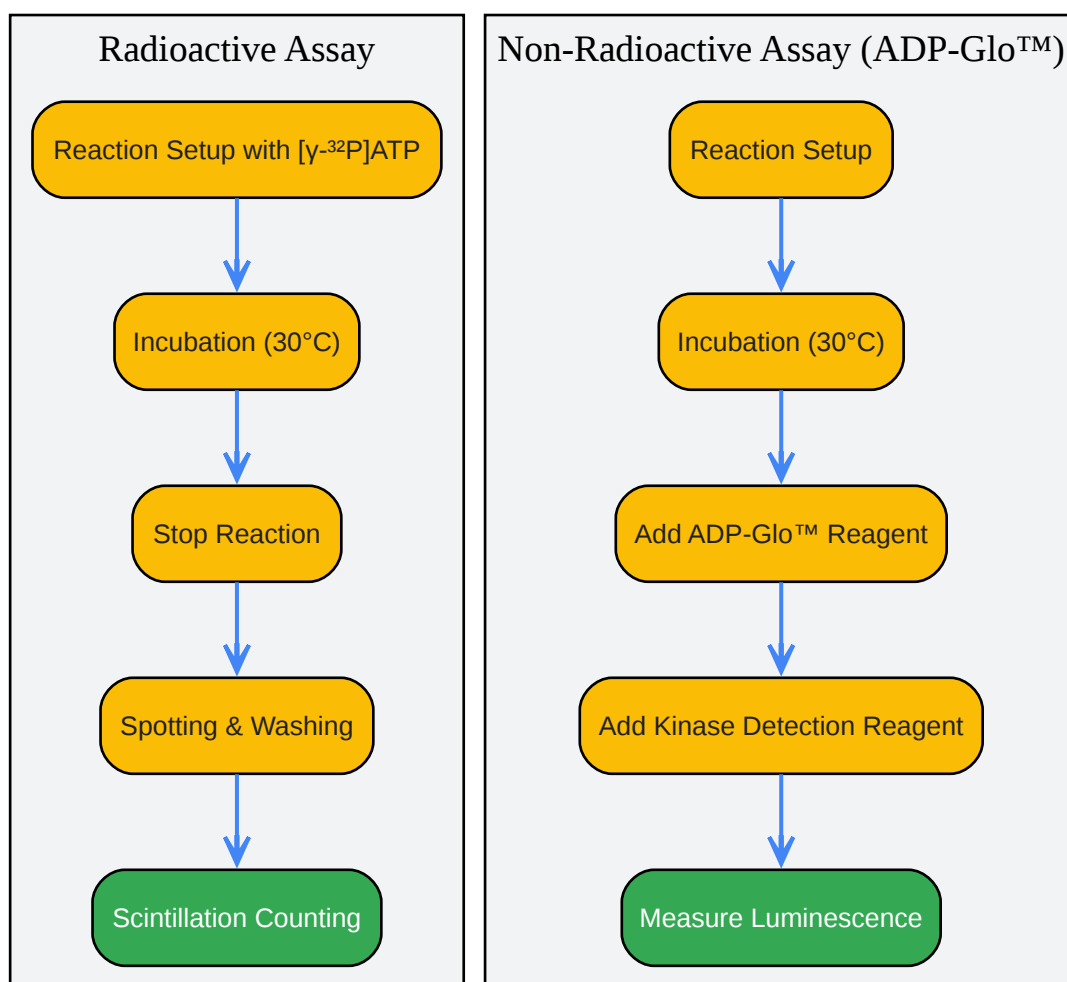 Radioactive Assay
Reaction Setup with [γ-³²P]ATP
Incubation (30°C)
Stop Reaction
Spotting & Washing
Scintillation Counting
Non-Radioactive Assay (ADP-Glo™)
Reaction Setup
Incubation (30°C)
Add ADP-Glo™ Reagent
Add Kinase Detection Reagent
Measure Luminescence